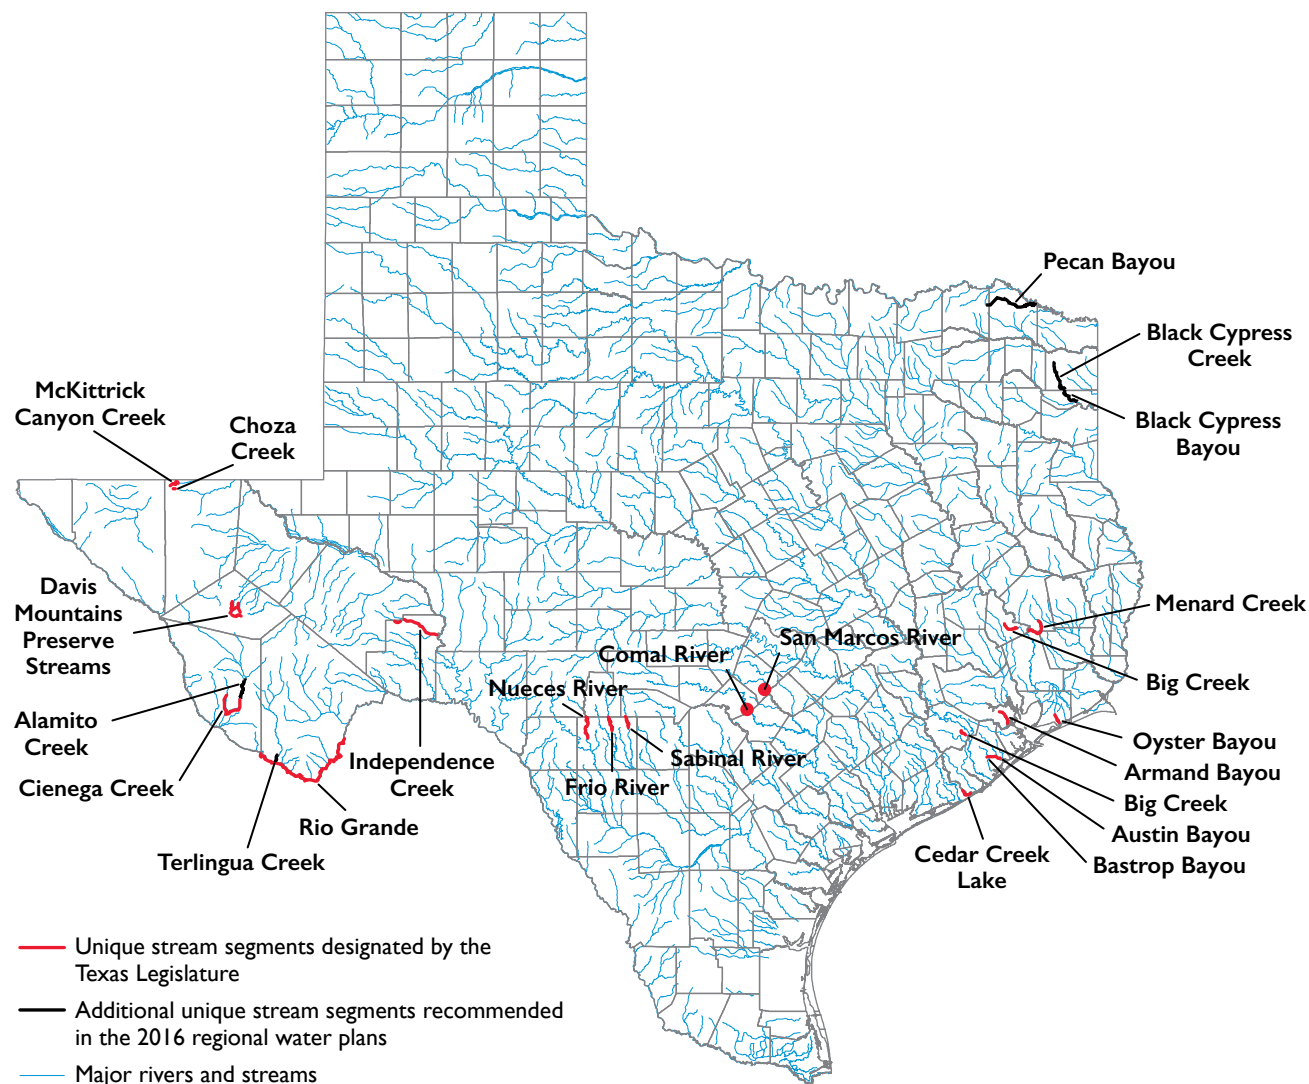 Pecan Bayou
Black Cypress
Creek
Black Cypress
Bayou
McKittrick
Canyon Creek
Choza
Creek
Davis
Mountains
Preserve
Streams
Alamito
Creek
Cienega Creek
Terlingua Creek
Rio Grande
Independence
Creek
Nueces River
Frio River
Sabinal River
Comal River
San Marcos River
Menard Creek
Big Creek
Oyster Bayou
Armand Bayou
Big Creek
Austin Bayou
Bastrop Bayou
Cedar Creek
Lake
Unique stream segments designated by the
Texas Legislature
Additional unique stream segments recommended
in the 2016 regional water plans
Major rivers and streams